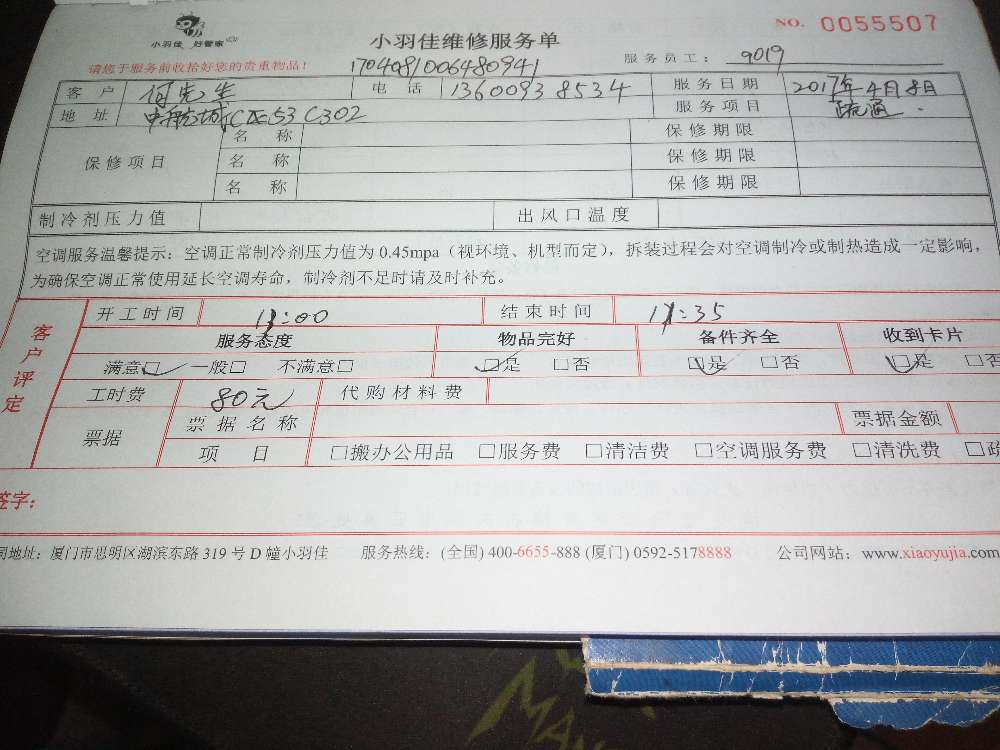 NO. 0055507
小羽佳 好管家
小羽佳维修服务单
服务员工： 9019
请您于服务前收拾好您的贵重物品！
1704081006480941
客 户 何先生 电 话 13600938534 服务日期 2017年4月8日
地 址 C302 服务项目 疏通
保修项目 名 称 保修期限
名 称 保修期限
名 称 保修期限
制冷剂压力值 出风口温度
空调服务温馨提示：空调正常制冷剂压力值为 0.45mpa（视环境、机型而定），拆装过程会对空调制冷或制热造成一定影响，
为确保空调正常使用延长空调寿命，制冷剂不足时请及时补充。
客户评定
开工时间 :00 结束时间 :35
服务态度 物品完好 备件齐全 收到卡片
满意□ 一般□ 不满意□ □是 □否 □是 □否 □是 □否
工时费 80元 代购材料费
票据 票据名称 票据金额
项 目 □搬办公用品 □服务费 □清洁费 □空调服务费 □清洗费 □疏
签字：
司地址：厦门市思明区湖滨东路 319 号 D 幢小羽佳 服务热线：(全国) 400-6655-888 (厦门) 0592-5178888 公司网站：www.xiaoyujia.com